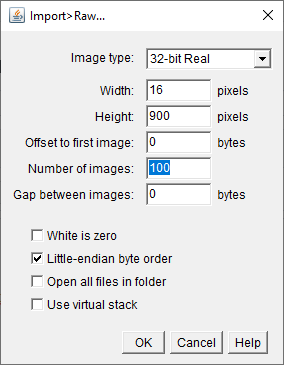 Import>Raw...
Image type: 32-bit Real
Width: 16 pixels
Height: 900 pixels
Offset to first image: 0 bytes
Number of images: 100
Gap between images: 0 bytes
White is zero
Little-endian byte order
Open all files in folder
Use virtual stack
OK Cancel Help